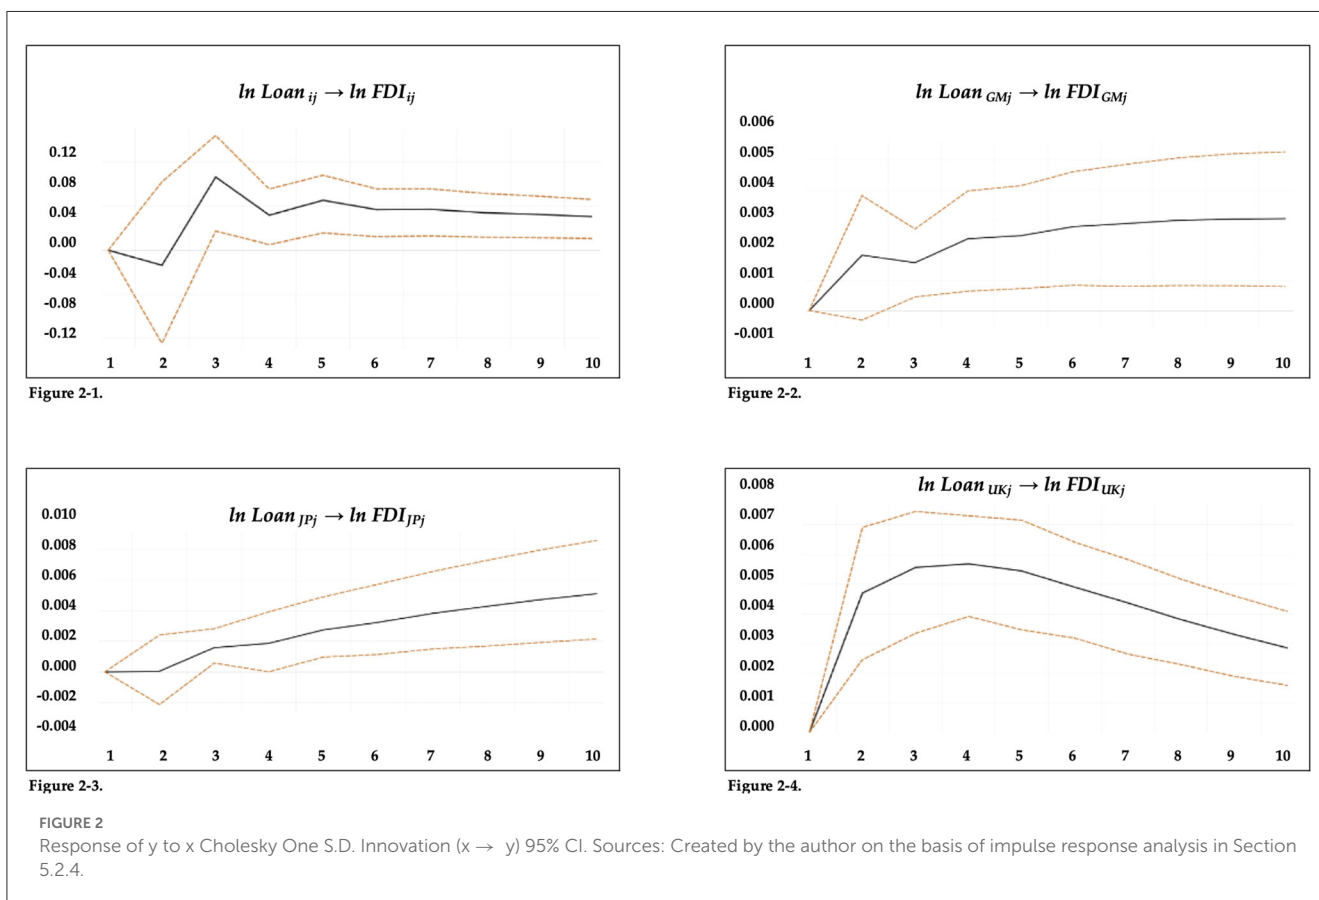 ln Loan ij → ln FDIij
0.12
0.08
0.04
0.00
-0.04
-0.08
-0.12
1 2 3 4 5 6 7 8 9 10
Figure 2-1.
ln Loan GMj → ln FDIGMj
0.006
0.005
0.004
0.003
0.002
0.001
0.000
-0.001
1 2 3 4 5 6 7 8 9 10
Figure 2-2.
ln Loan JPj → ln FDIJPj
0.010
0.008
0.006
0.004
0.002
0.000
-0.002
-0.004
1 2 3 4 5 6 7 8 9 10
Figure 2-3.
ln Loan UKj → ln FDIUKj
0.008
0.007
0.006
0.005
0.004
0.003
0.002
0.001
0.000
1 2 3 4 5 6 7 8 9 10
Figure 2-4.
FIGURE 2
Response of y to x Cholesky One S.D. Innovation (x → y) 95% CI. Sources: Created by the author on the basis of impulse response analysis in Section
5.2.4.